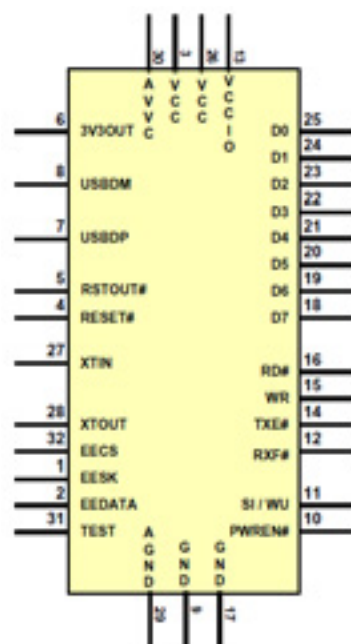 30 3 26 13
AVVC VCC VCC VCCIO
6 3V3OUT D0 25
D1 24
8 USBDM D2 23
D3 22
7 USBDP D4 21
D5 20
5 RSTOUT# D6 19
4 RESET# D7 18
27 XTIN RD# 16
WR 15
28 XTOUT TXE# 14
32 EECS RXF# 12
1 EESK
2 EEDATA SI / WU 11
31 TEST PWREN# 10
AGND GND GND
29 9 17